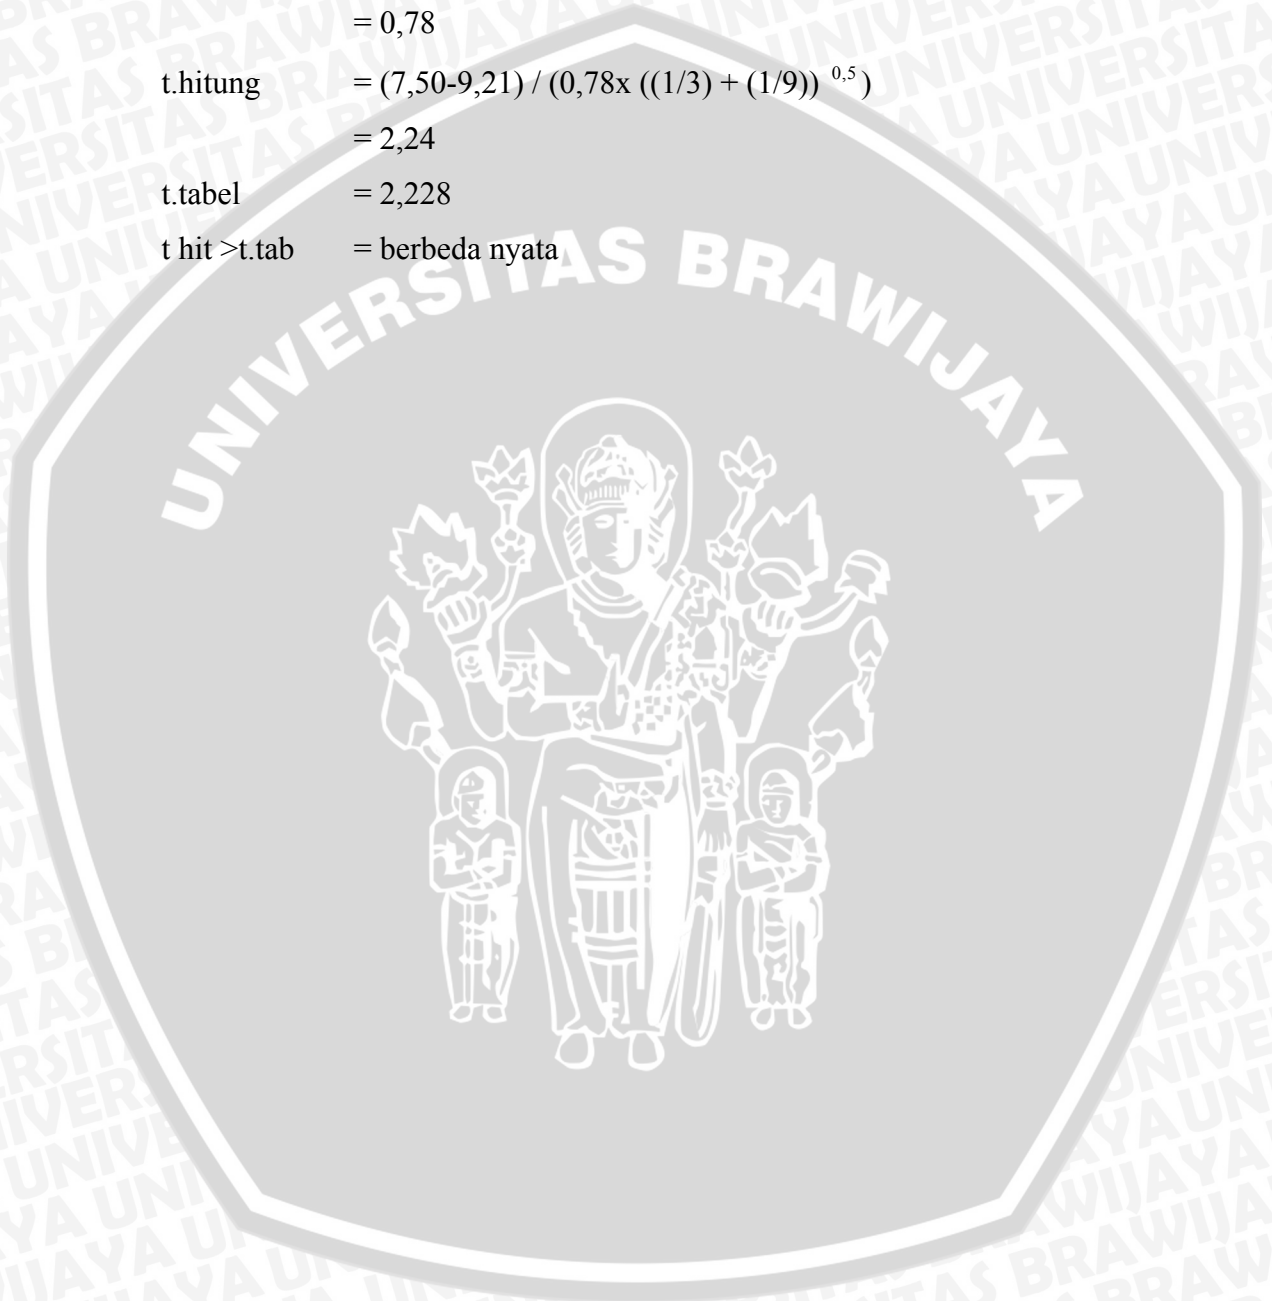 = 0,78
t.hitung = (7,50-9,21) / (0,78x ((1/3) + (1/9)) 0,5 )
= 2,24
t.tabel = 2,228
t hit >t.tab = berbeda nyata
UNIVERSITAS BRAWIJAYA